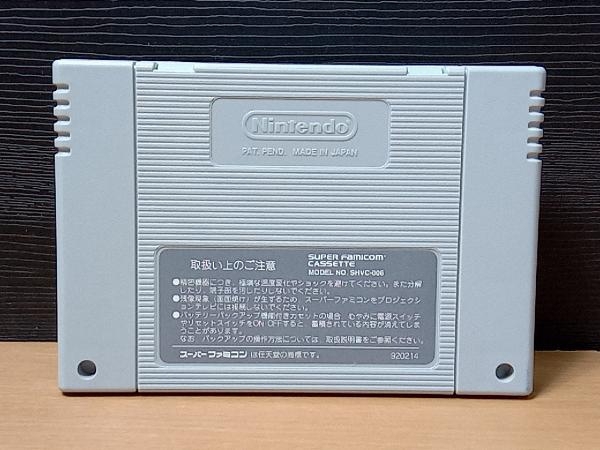 Nintendo
PAT. PEND. MADE IN JAPAN
取扱い上のご注意
SUPER FAMICOM
CASSETTE
MODEL NO. SHVC-006
●精密機器につき、極端な温度変化やショックを避けてください。また分解
したり、端子部を汚したりしないでください。
●残像現象(画面焼け)が生ずるため、スーパーファミコンをプロジェクシ
ョンテレビには接続しないでください。
●バッテリーバックアップ機能付きカセットの場合、むやみに電源スイッチ
やリセットスイッチをON/OFFすると、蓄積されている内容が消えてしま
うことがあります。
なお、バックアップの操作方法については、取扱説明書をご参照ください。
スーパーファミコン は任天堂の商標です。
920214